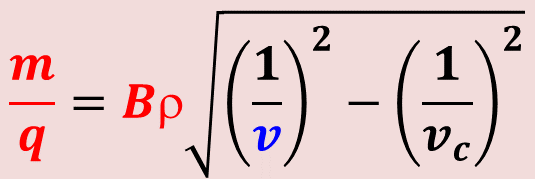 m/q = Bρ√((1/v)² − (1/v_c)²)